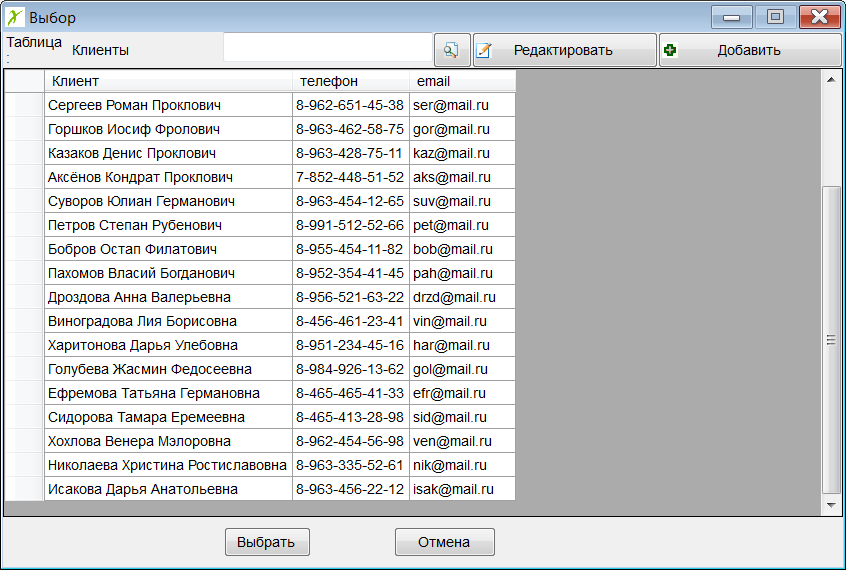 Выбор
Таблица : Клиенты Редактировать Добавить
Клиент телефон email
Сергеев Роман Проклович 8-962-651-45-38 ser@mail.ru
Горшков Иосиф Фролович 8-963-462-58-75 gor@mail.ru
Казаков Денис Проклович 8-963-428-75-11 kaz@mail.ru
Аксёнов Кондрат Проклович 7-852-448-51-52 aks@mail.ru
Суворов Юлиан Германович 8-963-454-12-65 suv@mail.ru
Петров Степан Рубенович 8-991-512-52-66 pet@mail.ru
Бобров Остап Филатович 8-955-454-11-82 bob@mail.ru
Пахомов Власий Богданович 8-952-354-41-45 pah@mail.ru
Дроздова Анна Валерьевна 8-956-521-63-22 drzd@mail.ru
Виноградова Лия Борисовна 8-456-461-23-41 vin@mail.ru
Харитонова Дарья Улебовна 8-951-234-45-16 har@mail.ru
Голубева Жасмин Федосеевна 8-984-926-13-62 gol@mail.ru
Ефремова Татьяна Германовна 8-465-465-41-33 efr@mail.ru
Сидорова Тамара Еремеевна 8-465-413-28-98 sid@mail.ru
Хохлова Венера Мэлоровна 8-962-454-56-98 ven@mail.ru
Николаева Христина Ростиславовна 8-963-335-52-61 nik@mail.ru
Исакова Дарья Анатольевна 8-963-456-22-12 isak@mail.ru
Выбрать Отмена